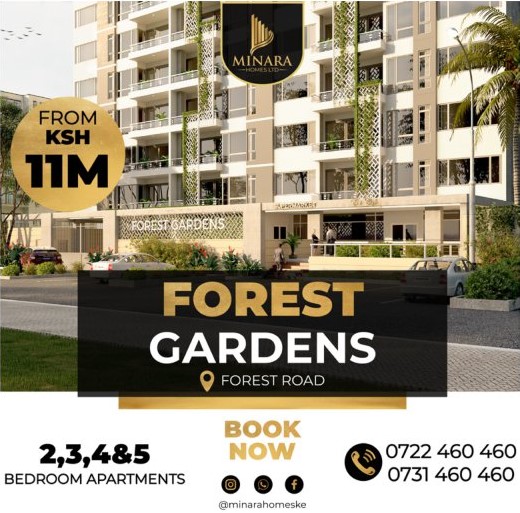 MINARA
HOMES LTD
FROM
KSH
11M
FOREST GARDENS
SUPERMARKET
FOREST
GARDENS
FOREST ROAD
BOOK
NOW
2,3,4&5
BEDROOM APARTMENTS
0722 460 460
0731 460 460
@minarahomeske